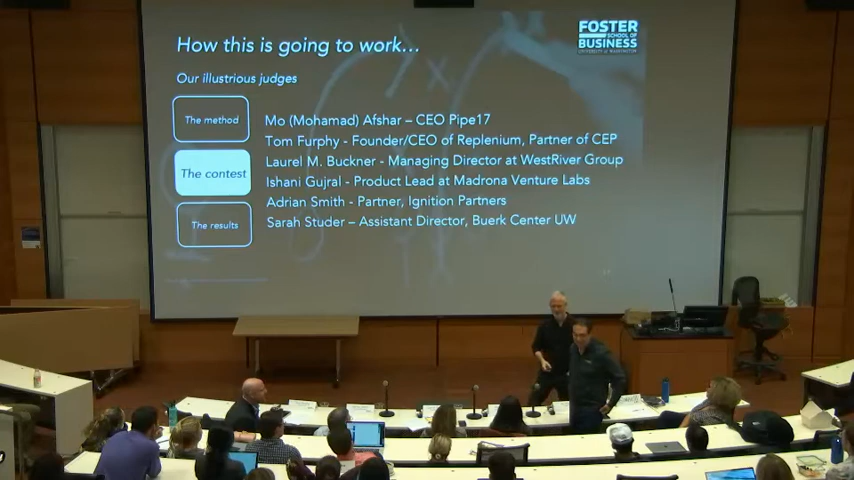 How this is going to work...
FOSTER
SCHOOL OF
BUSINESS
UNIVERSITY OF WASHINGTON
Our illustrious judges
The method
The contest
The results
Mo (Mohamad) Afshar – CEO Pipe17
Tom Furphy - Founder/CEO of Replenium, Partner of CEP
Laurel M. Buckner - Managing Director at WestRiver Group
Ishani Gujral - Product Lead at Madrona Venture Labs
Adrian Smith - Partner, Ignition Partners
Sarah Studer – Assistant Director, Buerk Center UW